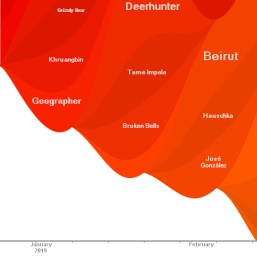 Grizzly Bear
Deerhunter
Khruangbin
Beirut
Tame Impala
Geographer
Broken Bells
Hauschka
José
González
January
2019
February